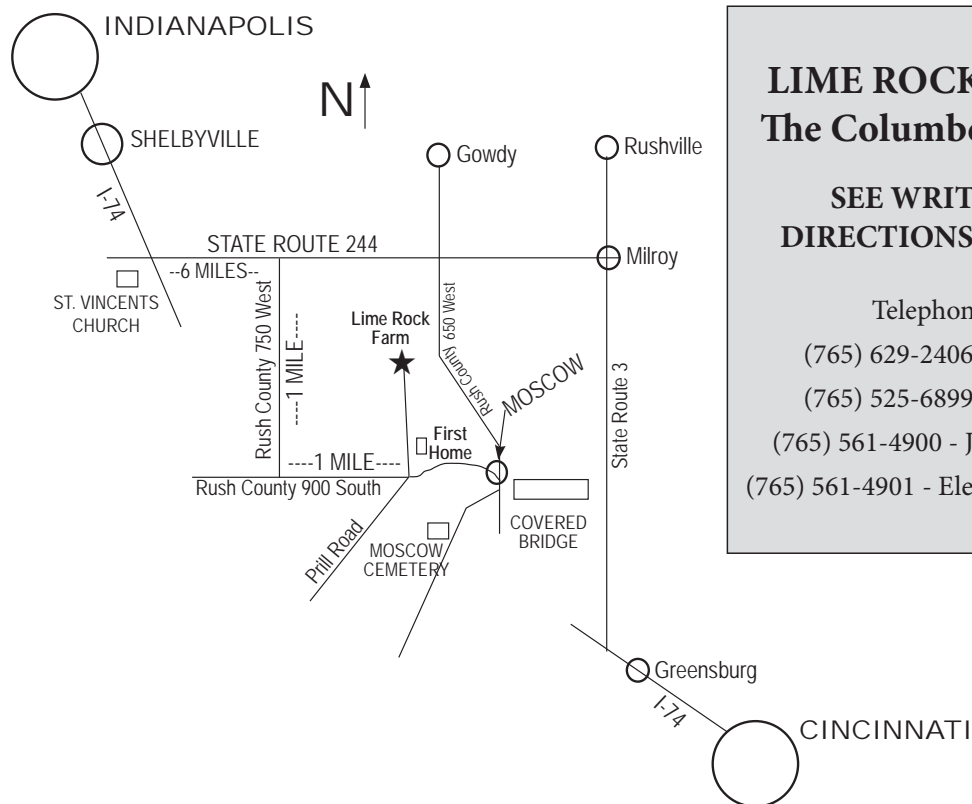 INDIANAPOLIS
N
SHELBYVILLE
I-74
Gowdy
Rushville
STATE ROUTE 244
Milroy
--6 MILES--
ST. VINCENTS
CHURCH
Rush County 750 West
----1 MILE----
Lime Rock
Farm
Rush County 650 West
Rush County
MOSCOW
State Route 3
First
Home
----1 MILE----
Rush County 900 South
Prill Road
MOSCOW
CEMETERY
COVERED
BRIDGE
Greensburg
I-74
CINCINNATI
LIME ROCK
The Columbo
SEE WRIT
DIRECTIONS
Telephon
(765) 629-2406
(765) 525-6899
(765) 561-4900 - J
(765) 561-4901 - Ele